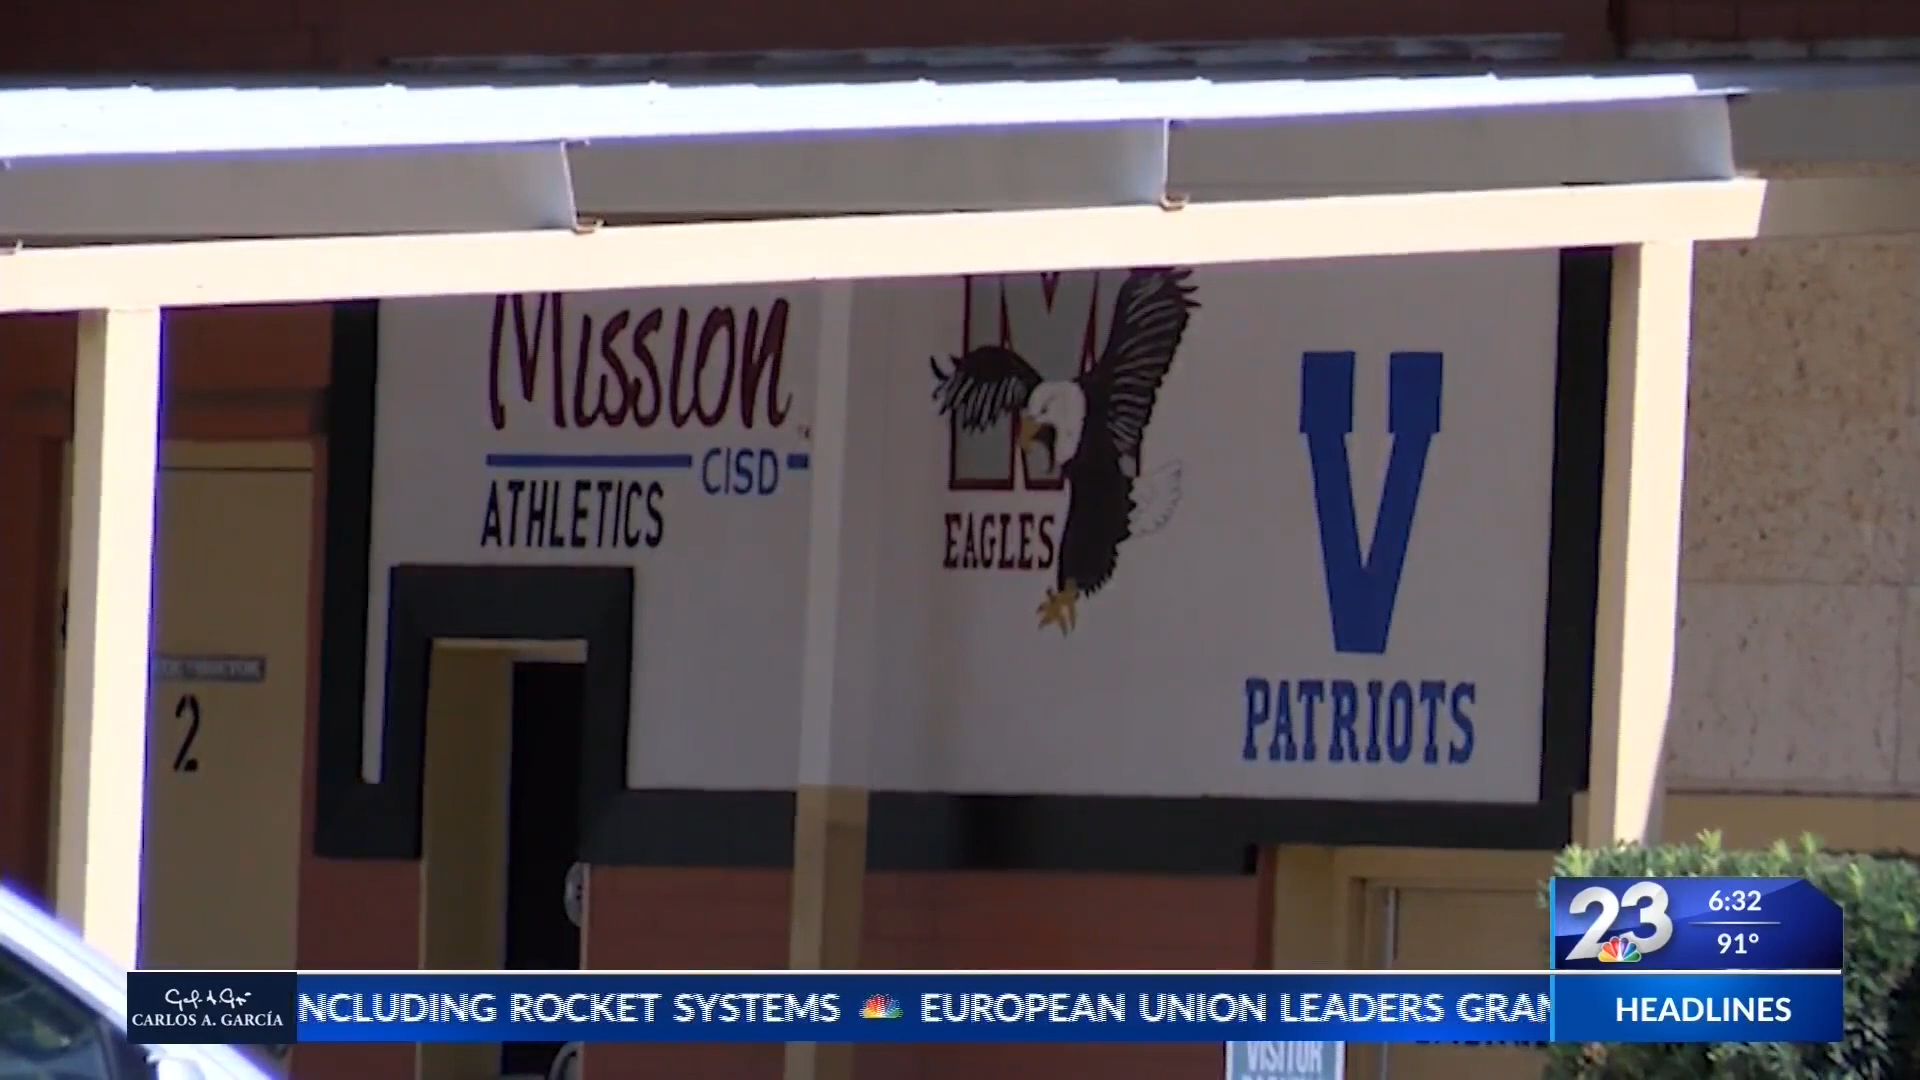 Mission
CISD
ATHLETICS
M
EAGLES
V
PATRIOTS
2
23
6:32
91°
CARLOS A. GARCÍA
NCLUDING ROCKET SYSTEMS
EUROPEAN UNION LEADERS GRAN
HEADLINES
VISITOR